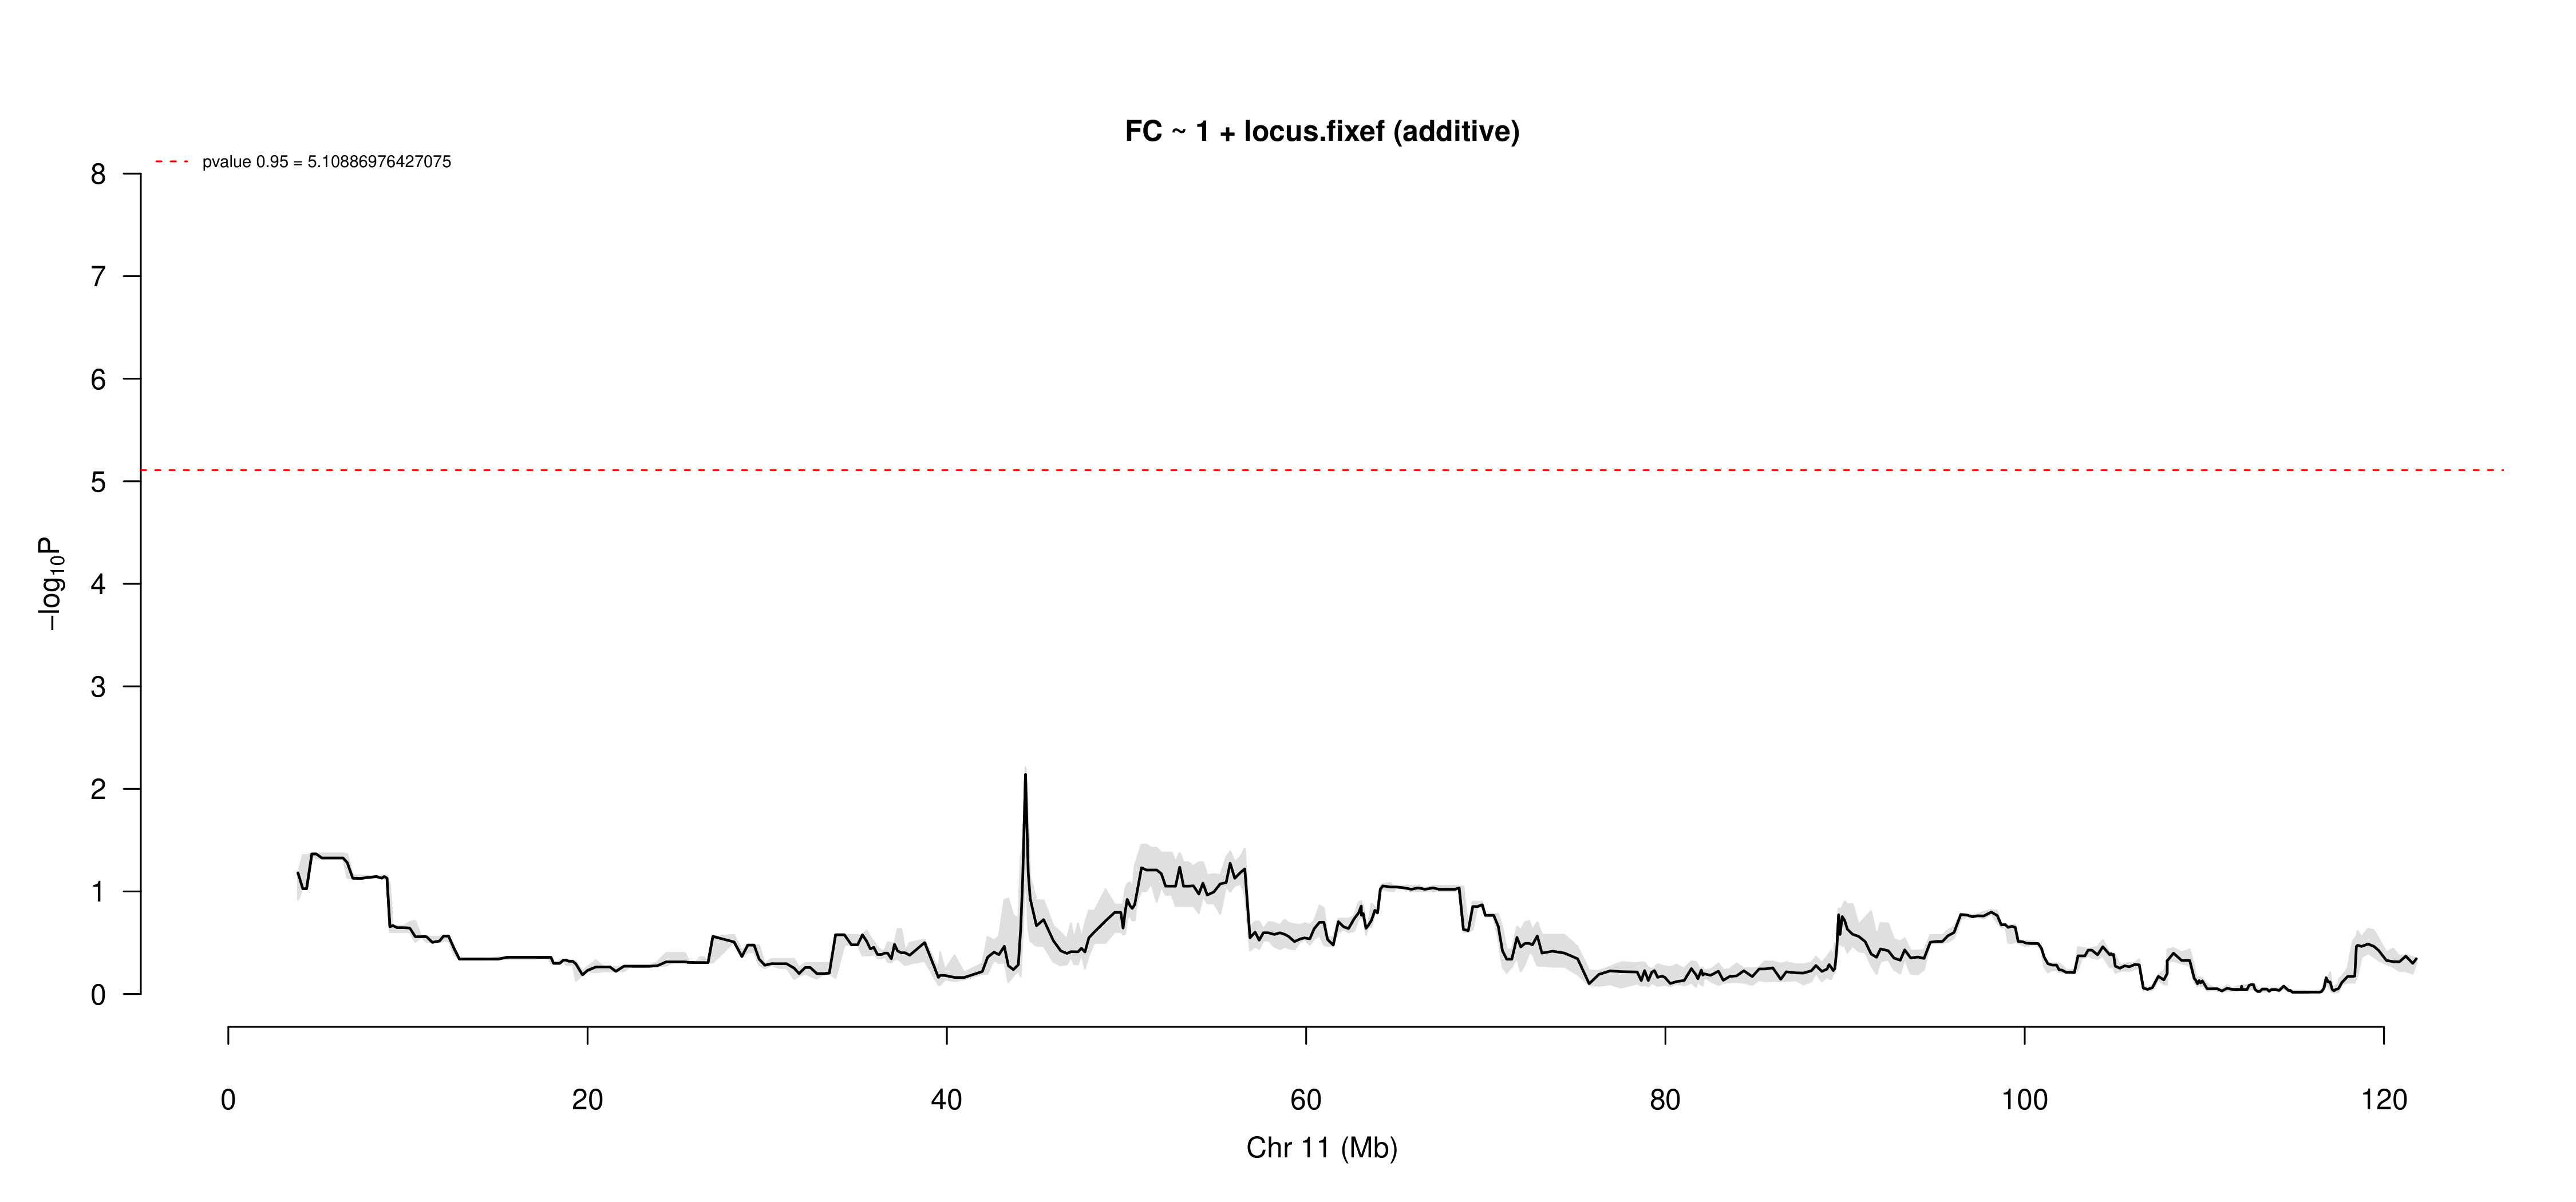 FC ~ 1 + locus.fixef (additive)
pvalue 0.95 = 5.10886976427075
8
7
6
5
4
3
2
1
0
−log10P
0 20 40 60 80 100 120
Chr 11 (Mb)